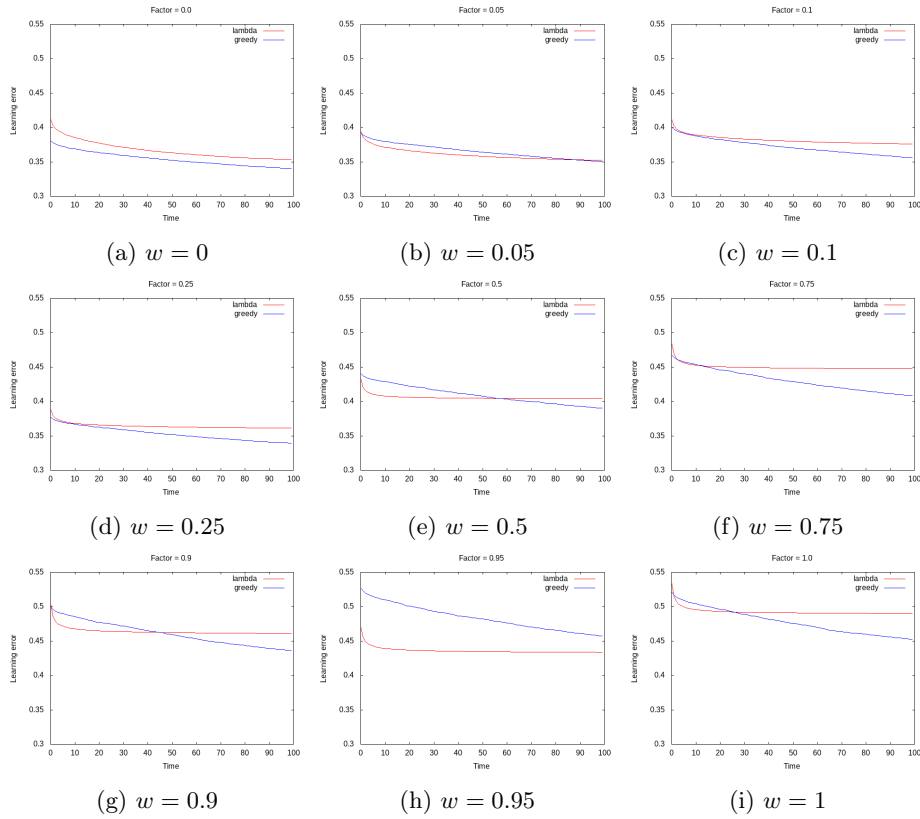 Factor = 0.0
lambda
greedy
0.55
0.5
0.45
0.4
0.35
0.3
Learning error
0 10 20 30 40 50 60 70 80 90 100
Time
(a) w = 0
Factor = 0.05
lambda
greedy
0.55
0.5
0.45
0.4
0.35
0.3
Learning error
0 10 20 30 40 50 60 70 80 90 100
Time
(b) w = 0.05
Factor = 0.1
lambda
greedy
0.55
0.5
0.45
0.4
0.35
0.3
Learning error
0 10 20 30 40 50 60 70 80 90 100
Time
(c) w = 0.1
Factor = 0.25
lambda
greedy
0.55
0.5
0.45
0.4
0.35
0.3
Learning error
0 10 20 30 40 50 60 70 80 90 100
Time
(d) w = 0.25
Factor = 0.5
lambda
greedy
0.55
0.5
0.45
0.4
0.35
0.3
Learning error
0 10 20 30 40 50 60 70 80 90 100
Time
(e) w = 0.5
Factor = 0.75
lambda
greedy
0.55
0.5
0.45
0.4
0.35
0.3
Learning error
0 10 20 30 40 50 60 70 80 90 100
Time
(f) w = 0.75
Factor = 0.9
lambda
greedy
0.55
0.5
0.45
0.4
0.35
0.3
Learning error
0 10 20 30 40 50 60 70 80 90 100
Time
(g) w = 0.9
Factor = 0.95
lambda
greedy
0.55
0.5
0.45
0.4
0.35
0.3
Learning error
0 10 20 30 40 50 60 70 80 90 100
Time
(h) w = 0.95
Factor = 1.0
lambda
greedy
0.55
0.5
0.45
0.4
0.35
0.3
Learning error
0 10 20 30 40 50 60 70 80 90 100
Time
(i) w = 1